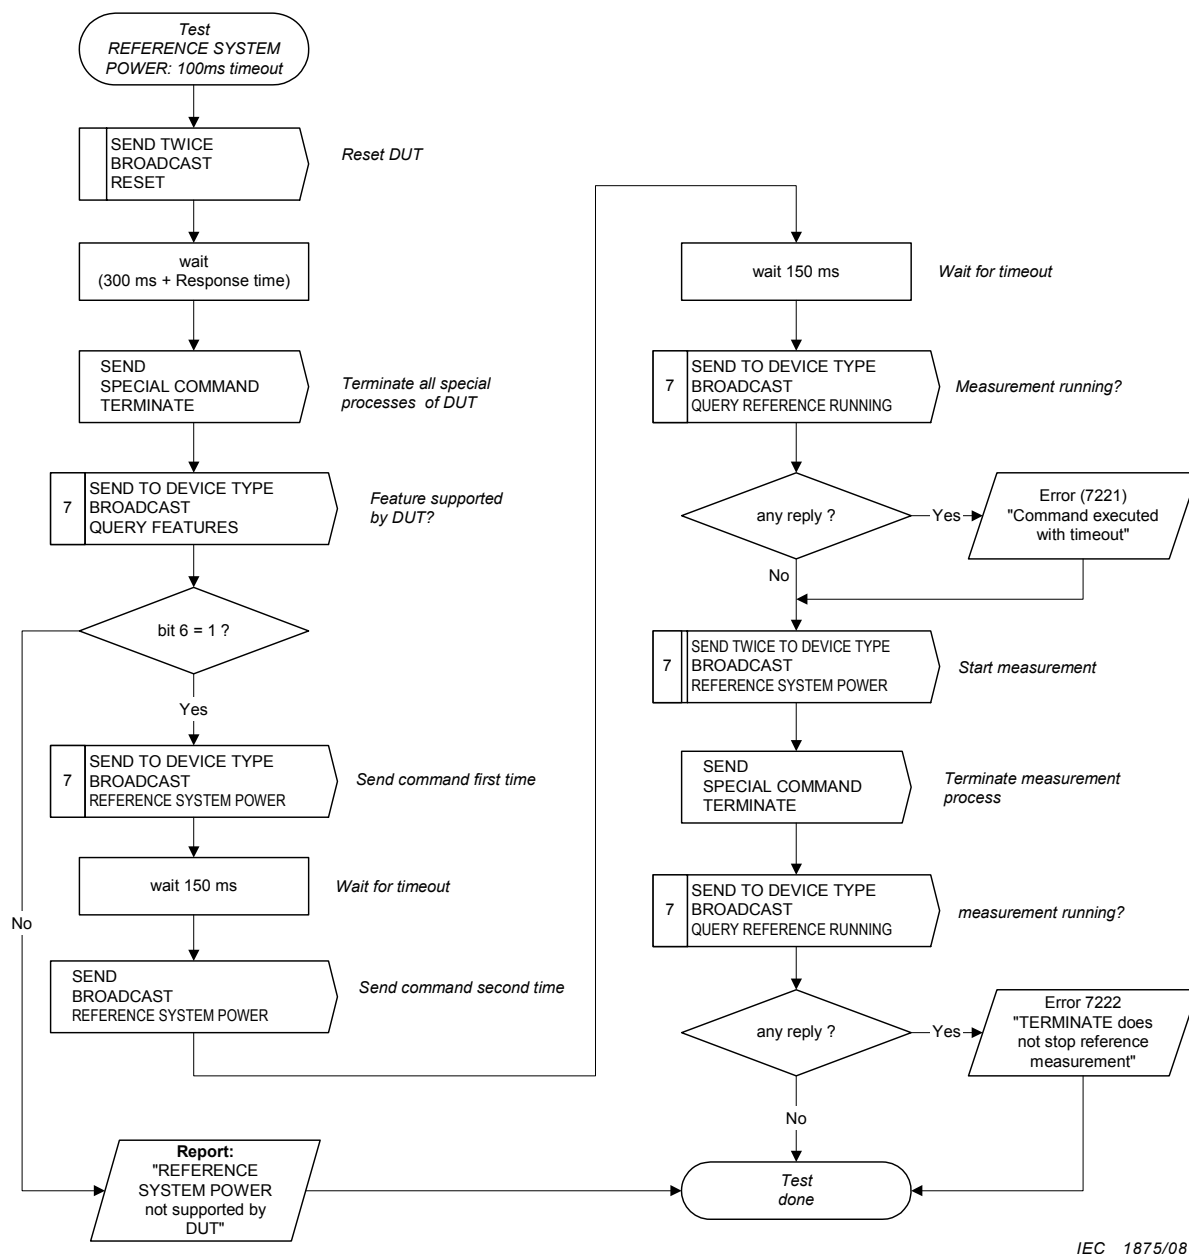 Test
REFERENCE SYSTEM
POWER: 100ms timeout
SEND TWICE
BROADCAST
RESET
Reset DUT
wait
(300 ms + Response time)
SEND
SPECIAL COMMAND
TERMINATE
Terminate all special
processes of DUT
7
SEND TO DEVICE TYPE
BROADCAST
QUERY FEATURES
Feature supported
by DUT?
bit 6 = 1 ?
Yes
No
7
SEND TO DEVICE TYPE
BROADCAST
REFERENCE SYSTEM POWER
Send command first time
wait 150 ms
Wait for timeout
SEND
BROADCAST
REFERENCE SYSTEM POWER
Send command second time
Report:
"REFERENCE
SYSTEM POWER
not supported by
DUT"
wait 150 ms
Wait for timeout
7
SEND TO DEVICE TYPE
BROADCAST
QUERY REFERENCE RUNNING
Measurement running?
any reply ?
Yes
Error (7221)
"Command executed
with timeout"
No
7
SEND TWICE TO DEVICE TYPE
BROADCAST
REFERENCE SYSTEM POWER
Start measurement
SEND
SPECIAL COMMAND
TERMINATE
Terminate measurement
process
7
SEND TO DEVICE TYPE
BROADCAST
QUERY REFERENCE RUNNING
measurement running?
any reply ?
Yes
Error 7222
"TERMINATE does
not stop reference
measurement"
No
Test
done
IEC 1875/08